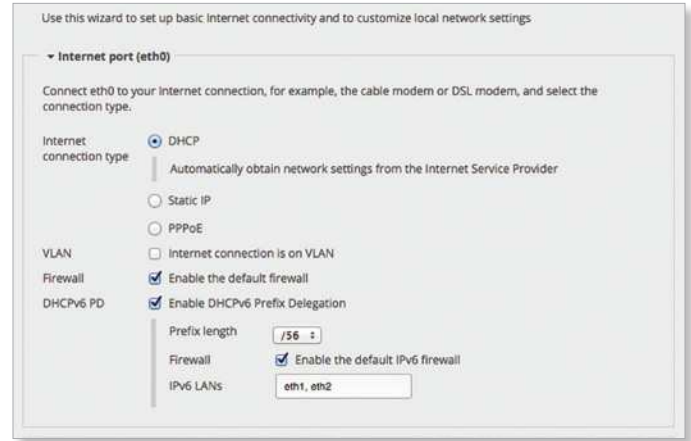 Use this wizard to set up basic Internet connectivity and to customize local network settings
Internet port (eth0)
Connect eth0 to your Internet connection, for example, the cable modem or DSL modem, and select the
connection type.
Internet
connection type
DHCP
Automatically obtain network settings from the Internet Service Provider
Static IP
PPPoE
VLAN
Internet connection is on VLAN
Firewall
Enable the default firewall
DHCPv6 PD
Enable DHCPv6 Prefix Delegation
Prefix length
/56
Firewall
Enable the default IPv6 firewall
IPv6 LANs
eth1, eth2